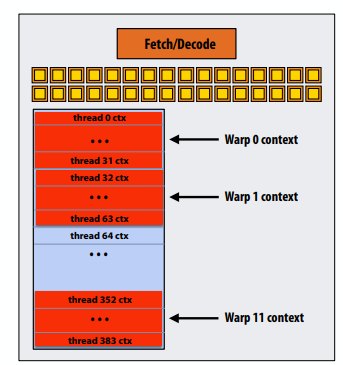 Fetch/Decode
thread 0 ctx
• • •
Warp 0 context
thread 31 ctx
thread 32 ctx
• • •
Warp 1 context
thread 63 ctx
thread 64 ctx
• • •
thread 352 ctx
• • •
Warp 11 context
thread 383 ctx